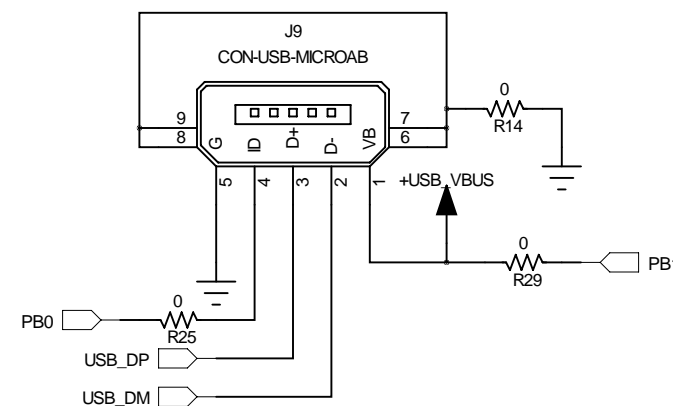 J9
CON-USB-MICROAB
0
R14
9
8
7
6
G
ID
D+
D-
VB
5
4
3
2
1
+USB_VBUS
0
R29
PB0
0
R25
USB_DP
USB_DM